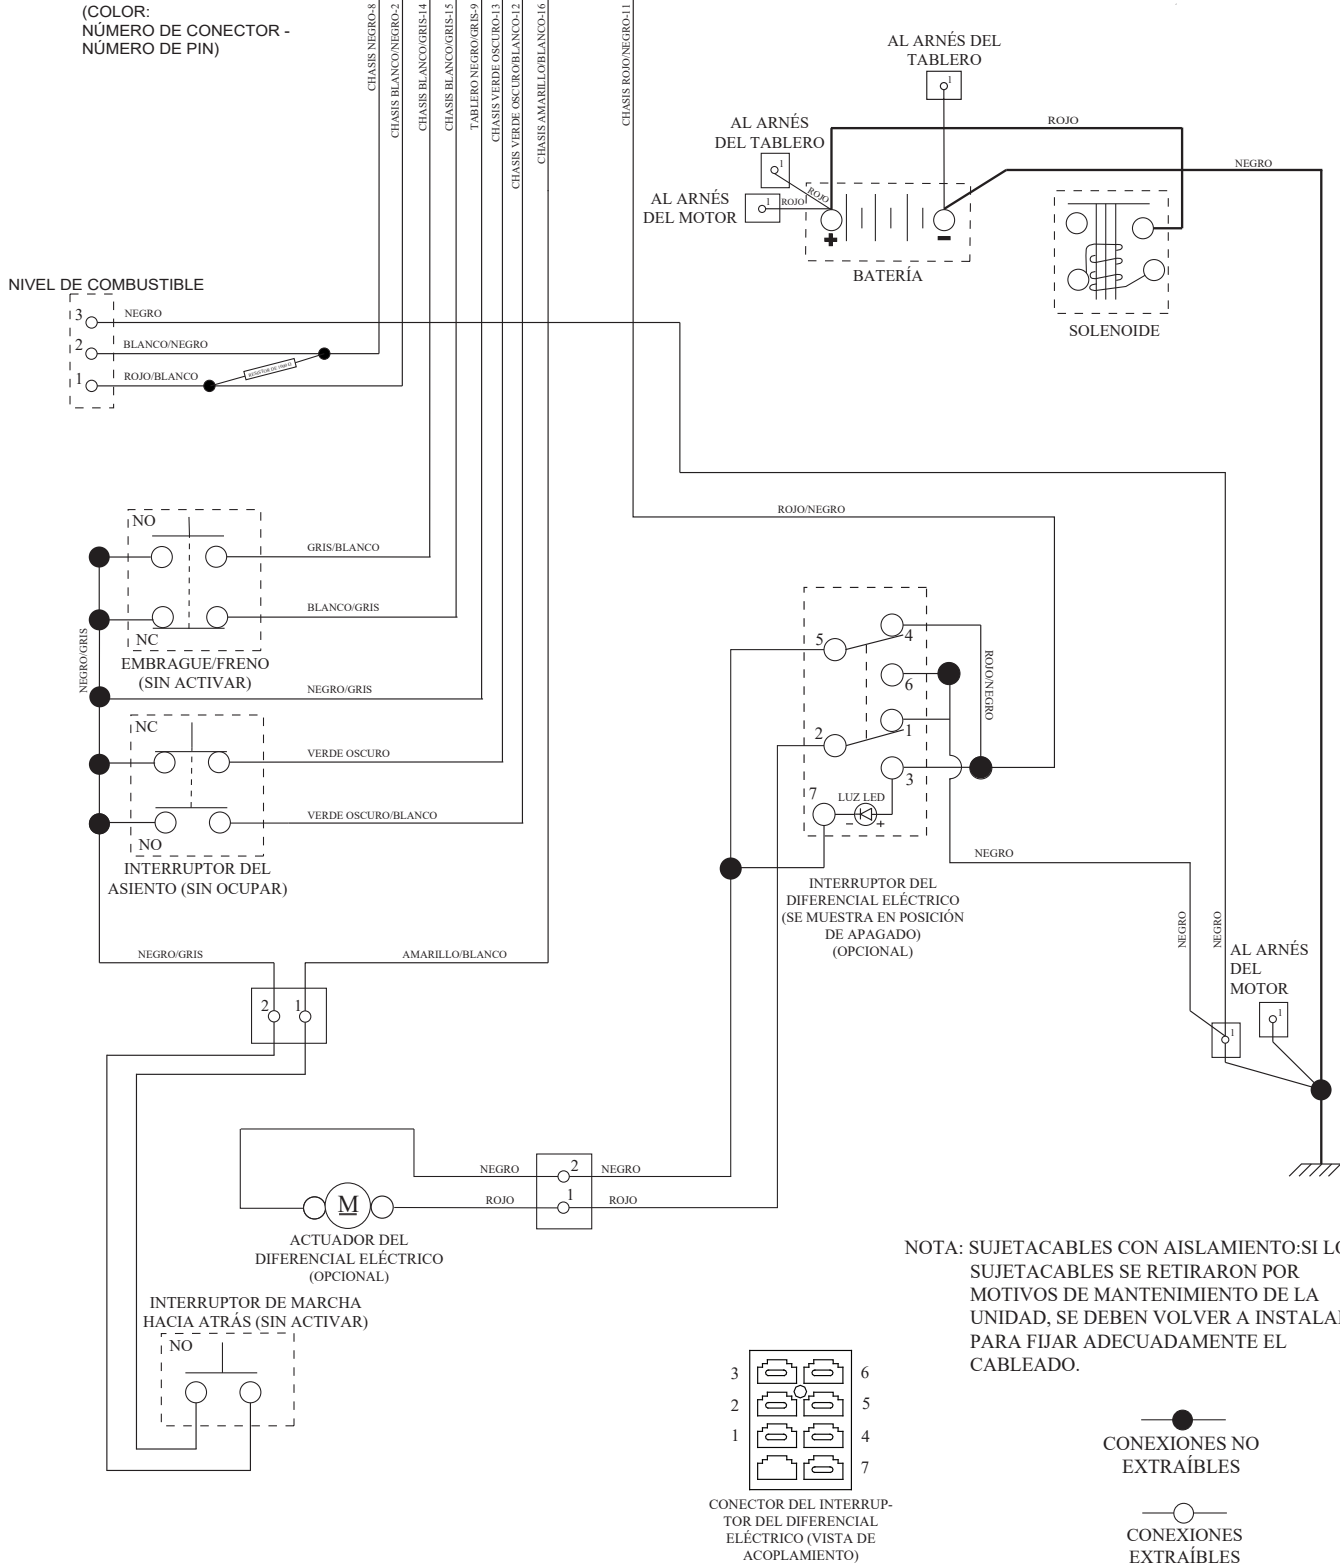 (COLOR:
NÚMERO DE CONECTOR -
NÚMERO DE PIN)
CHASIS NEGRO-8
CHASIS BLANCO/NEGRO-2
CHASIS BLANCO/GRIS-14
CHASIS BLANCO/GRIS-15
TABLERO NEGRO/GRIS-9
CHASIS VERDE OSCURO-13
CHASIS VERDE OSCURO/BLANCO-12
CHASIS AMARILLO/BLANCO-16
CHASIS ROJO/NEGRO-11
AL ARNÉS DEL
TABLERO
1
ROJO
NEGRO
AL ARNÉS
DEL TABLERO
1
ROJO
AL ARNÉS
DEL MOTOR
1
ROJO
+
-
BATERÍA
SOLENOIDE
NIVEL DE COMBUSTIBLE
3
NEGRO
2
BLANCO/NEGRO
1
ROJO/BLANCO
ROJO/NEGRO
NO
GRIS/BLANCO
BLANCO/GRIS
NC
EMBRAGUE/FRENO
(SIN ACTIVAR)
NEGRO/GRIS
NEGRO/GRIS
NC
VERDE OSCURO
VERDE OSCURO/BLANCO
NO
INTERRUPTOR DEL
ASIENTO (SIN OCUPAR)
5
4
6
ROJO/NEGRO
2
1
3
7
LUZ LED
- +
NEGRO
INTERRUPTOR DEL
DIFERENCIAL ELÉCTRICO
(SE MUESTRA EN POSICIÓN
DE APAGADO)
(OPCIONAL)
NEGRO
NEGRO
AL ARNÉS
DEL
MOTOR
1
1
NEGRO/GRIS
AMARILLO/BLANCO
2 1
NEGRO
2
NEGRO
ROJO
1
ROJO
M
ACTUADOR DEL
DIFERENCIAL ELÉCTRICO
(OPCIONAL)
INTERRUPTOR DE MARCHA
HACIA ATRÁS (SIN ACTIVAR)
NO
NOTA: SUJETACABLES CON AISLAMIENTO:SI LO
SUJETACABLES SE RETIRARON POR
MOTIVOS DE MANTENIMIENTO DE LA
UNIDAD, SE DEBEN VOLVER A INSTALA
PARA FIJAR ADECUADAMENTE EL
CABLEADO.
3 6
2 5
1 4
7
CONECTOR DEL INTERRUP-
TOR DEL DIFERENCIAL
ELÉCTRICO (VISTA DE
ACOPLAMIENTO)
CONEXIONES NO
EXTRAÍBLES
CONEXIONES
EXTRAÍBLES